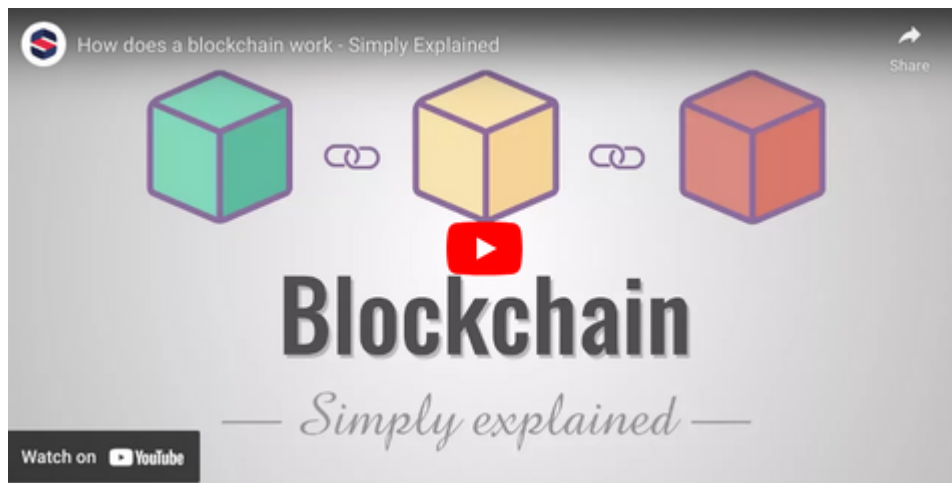 How does a blockchain work - Simply Explained
Share
Blockchain
Simply explained
Watch on YouTube